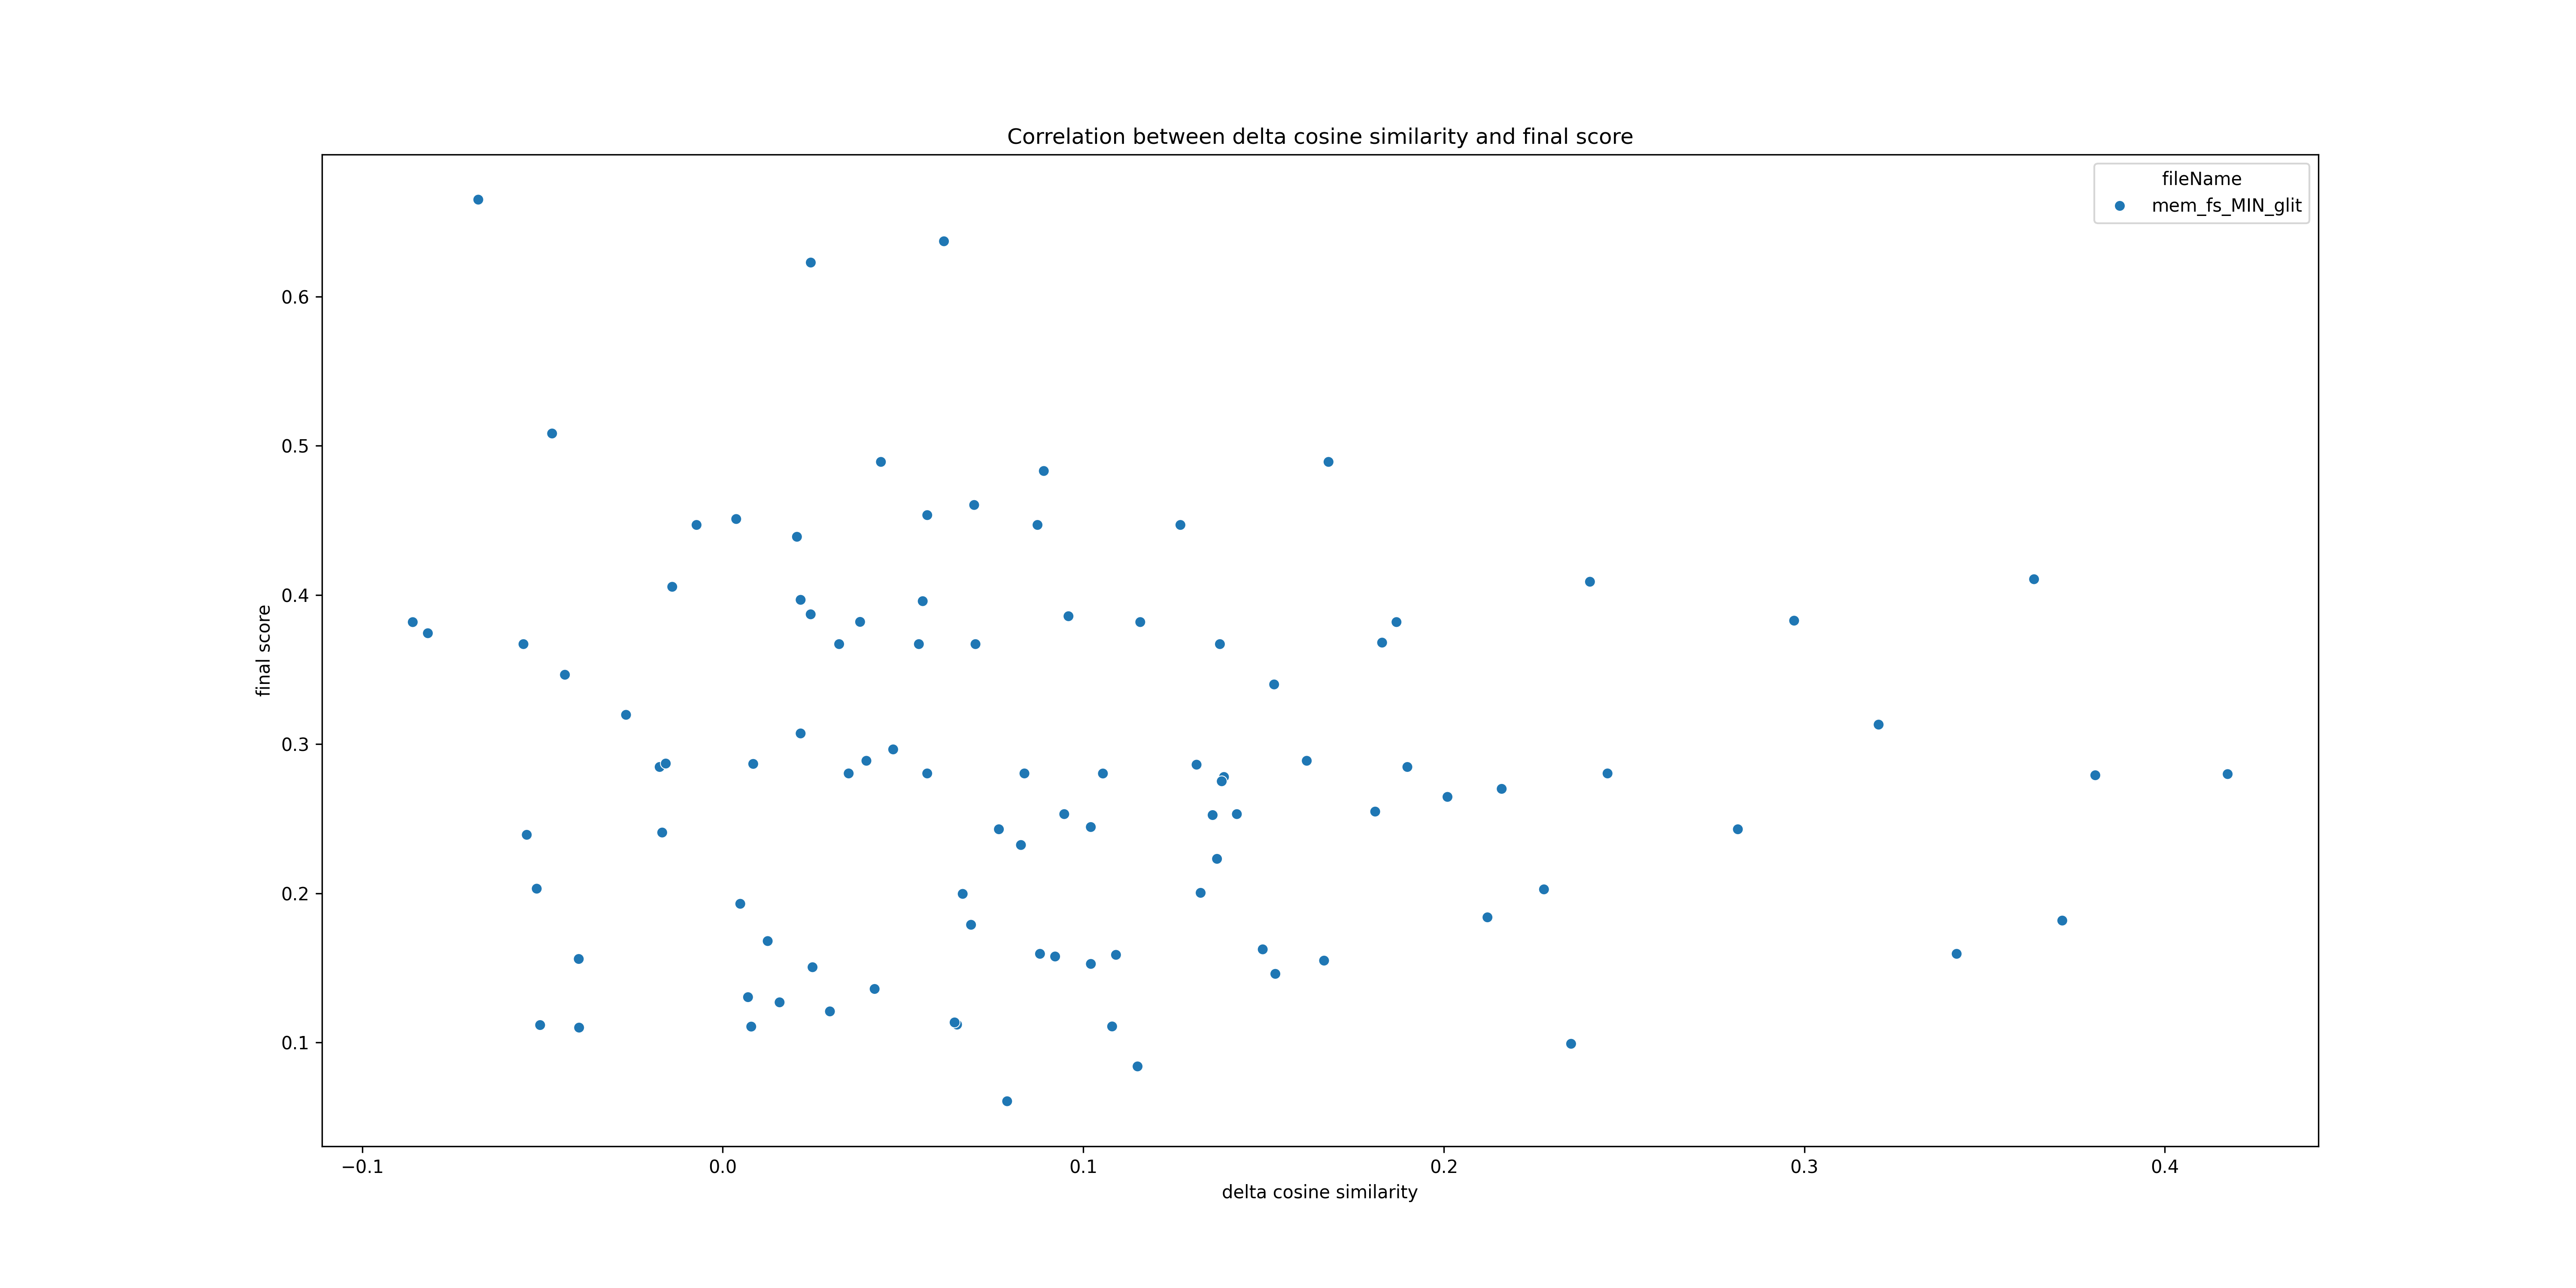 Correlation between delta cosine similarity and final score
fileName
mem_fs_MIN_glit
0.6
0.5
0.4
0.3
0.2
0.1
final score
−0.1
0.0
0.1
0.2
0.3
0.4
delta cosine similarity